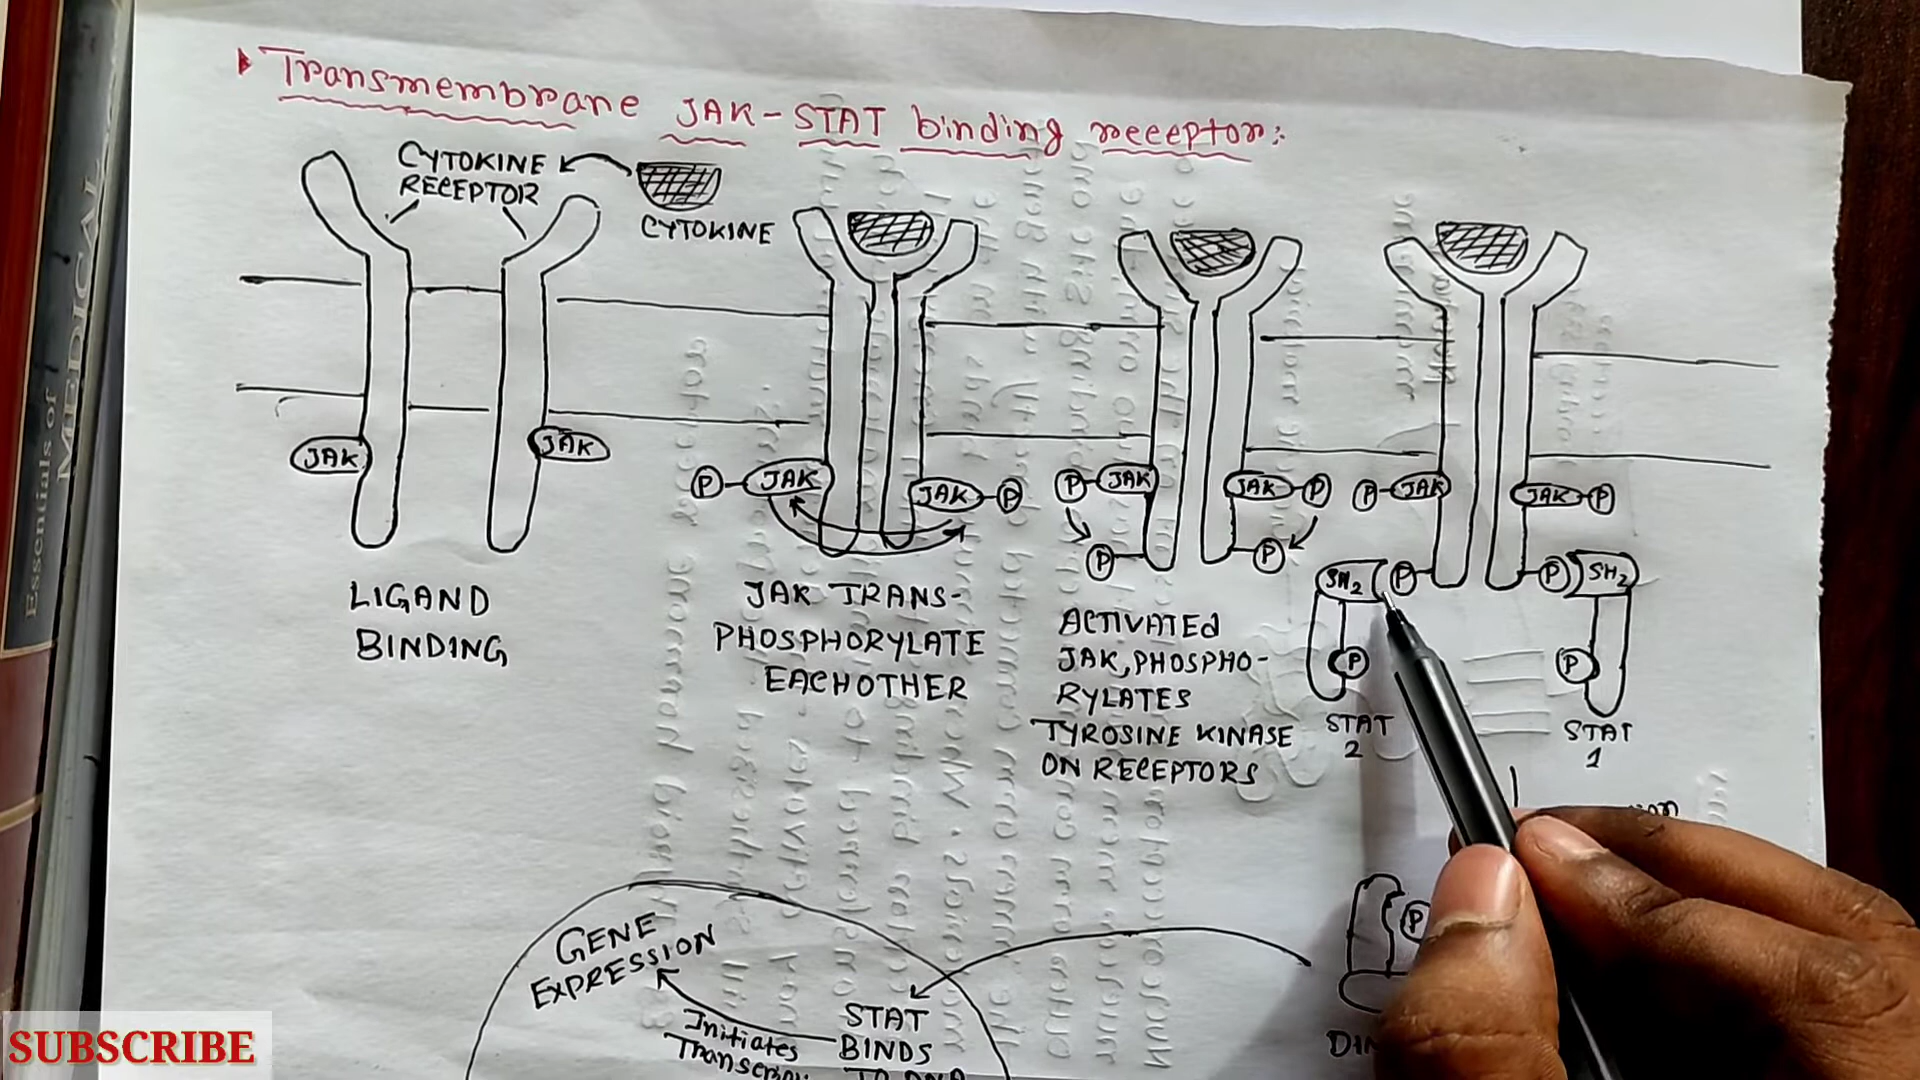 Transmembrane JAK-STAT binding receptor:
CYTOKINE
RECEPTOR
CYTOKINE
JAK
JAK
P
JAK
JAK
P
P
JAK
JAK
P
P
JAK
JAK
P
P
P
SH2
P
P
SH2
P
P
LIGAND
BINDING
JAK TRANS-
PHOSPHORYLATE
EACHOTHER
ACTIVATEd
JAK, PHOSPHO-
RYLATES
TYROSINE KINASE
ON RECEPTORS
STAT
2
STAT
1
P
GENE
EXPRESSION
STAT
BINDS
Initiates
Essentials of
MEDICAL
SUBSCRIBE